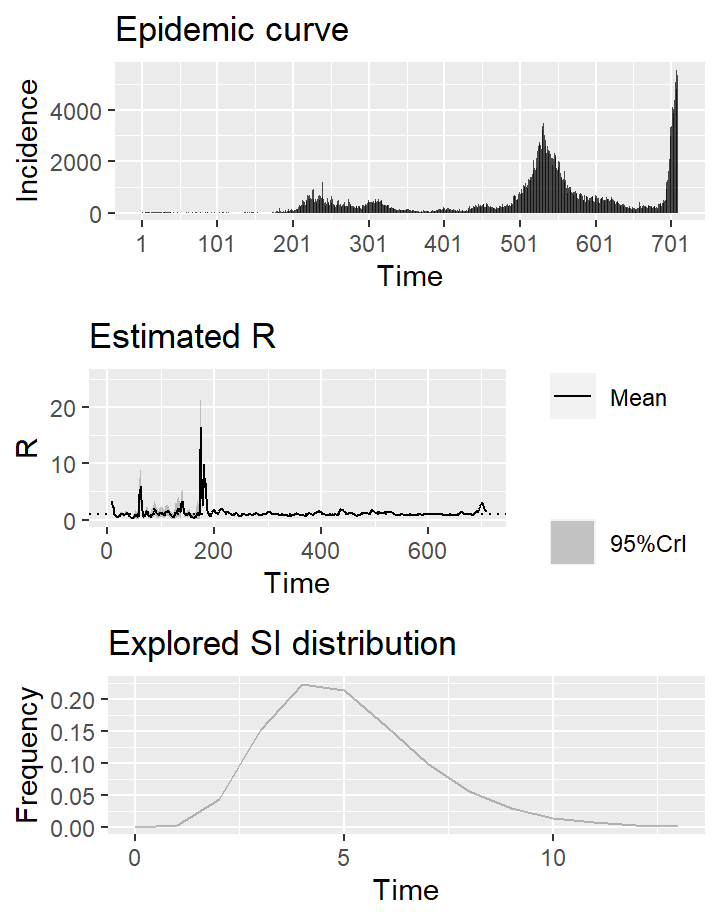 Epidemic curve
Incidence
4000
2000
0
1 101 201 301 401 501 601 701
Time
Estimated R
R
20
10
0
0 200 400 600
Time
Mean
95%CrI
Explored SI distribution
Frequency
0.20
0.15
0.10
0.05
0.00
0 5 10
Time